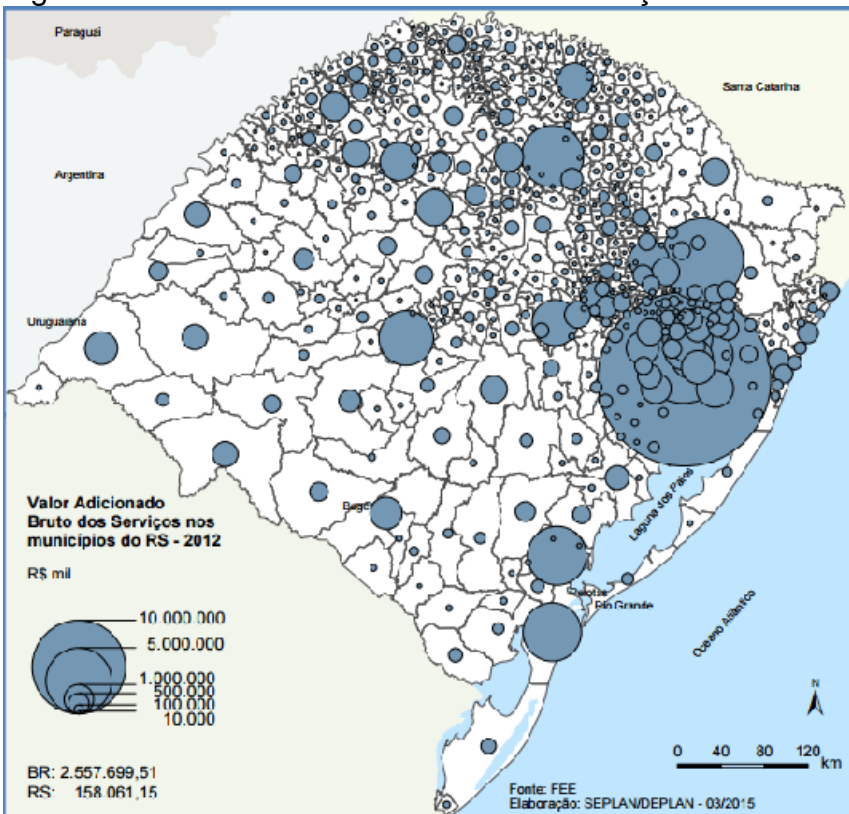 Paraguai
Santa Catarina
Argentina
Uruguaiana
Laguna dos Patos
Pelotas
Rio Grande
Oceano Atlântico
Valor Adicionado
Bruto dos Serviços nos
municípios do RS - 2012
R$ mil
10.000.000
5.000.000
1.000.000
500.000
100.000
10.000
BR: 2.557.699,51
RS: 158 061,15
N
0 40 80 120 km
Fonte: FEE
Elaboração: SEPLAN/DEPLAN - 03/2015